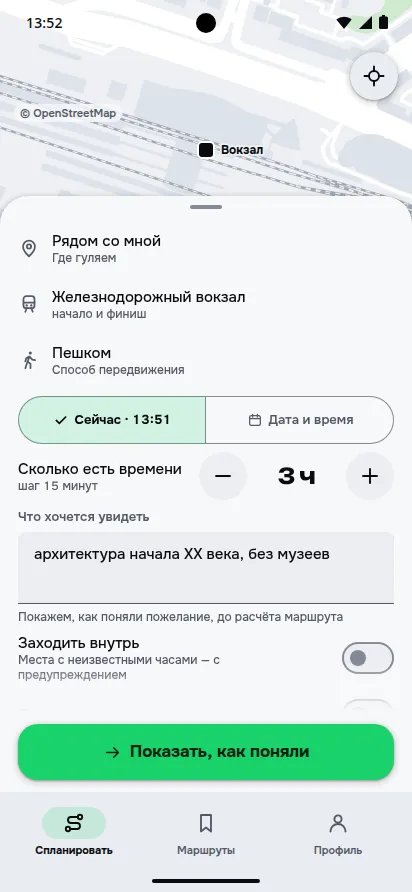 13:52
© OpenStreetMap
Вокзал
Рядом со мной
Где гуляем
Железнодорожный вокзал
начало и финиш
Пешком
Способ передвижения
Сейчас · 13:51
Дата и время
Сколько есть времени
шаг 15 минут
3 ч
Что хочется увидеть
архитектура начала XX века, без музеев
Покажем, как поняли пожелание, до расчёта маршрута
Заходить внутрь
Места с неизвестными часами — с
предупреждением
Показать, как поняли
Спланировать
Маршруты
Профиль